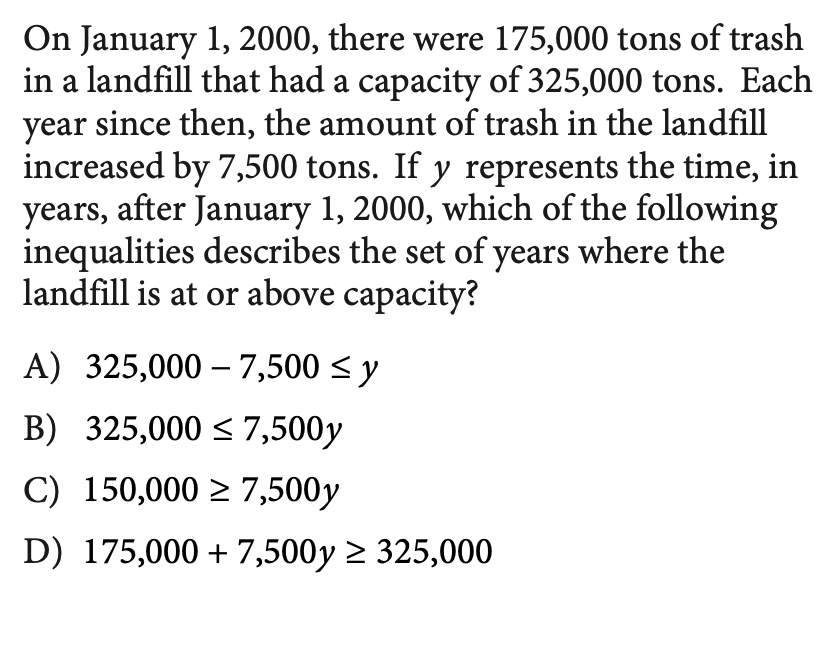 On January 1, 2000, there were 175,000 tons of trash
in a landfill that had a capacity of 325,000 tons. Each
year since then, the amount of trash in the landfill
increased by 7,500 tons. If y represents the time, in
years, after January 1, 2000, which of the following
inequalities describes the set of years where the
landfill is at or above capacity?
A) 325,000 – 7,500 ≤ y
B) 325,000 ≤ 7,500y
C) 150,000 ≥ 7,500y
D) 175,000 + 7,500y ≥ 325,000